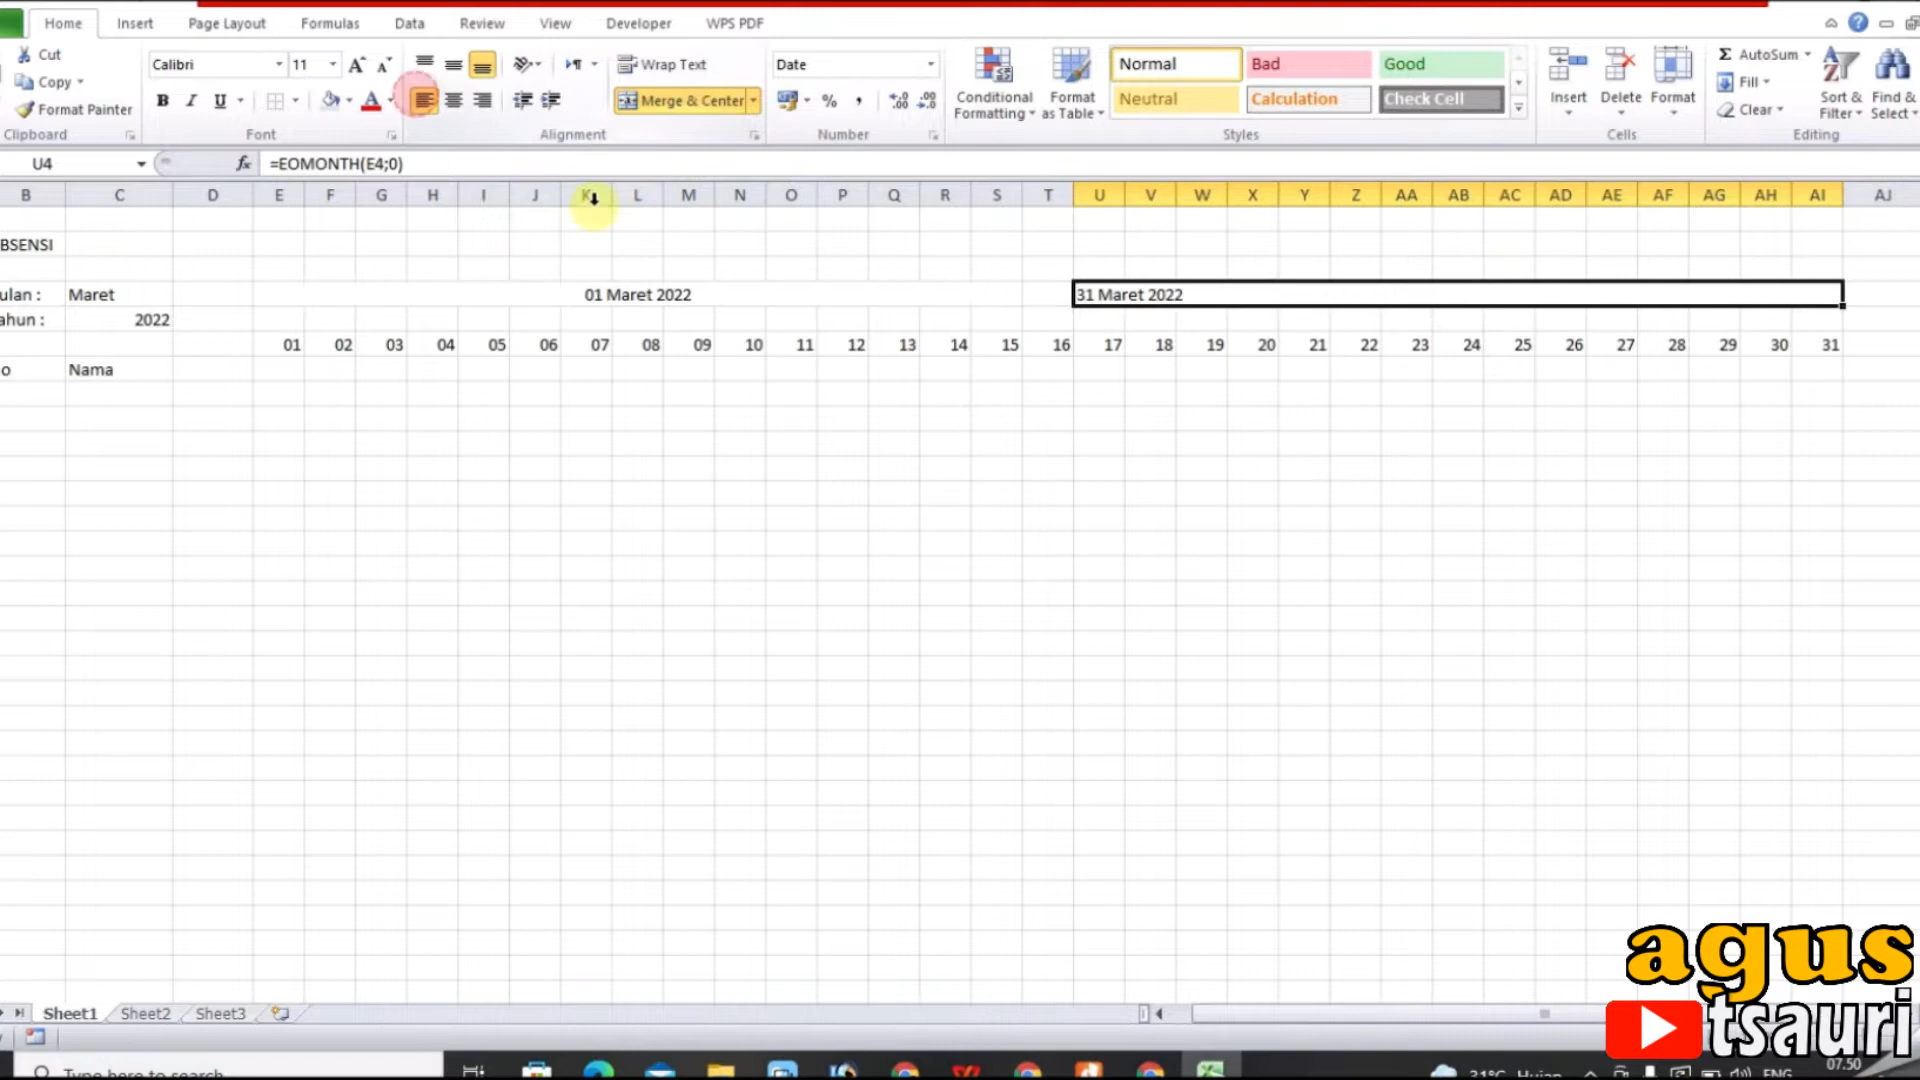 Home Insert Page Layout Formulas Data Review View Developer WPS PDF
Cut
Copy
Format Painter
Clipboard
Calibri 11
B I U
Font
Wrap Text
Merge & Center
Alignment
Date
%
Number
Conditional Formatting
Format as Table
Normal Bad Good
Neutral Calculation Check Cell
Styles
Insert Delete Format
Cells
AutoSum
Fill
Clear
Sort & Filter
Find & Select
Editing
U4 fx =EOMONTH(E4;0)
B C D E F G H I J K L M N O P Q R S T U V W X Y Z AA AB AC AD AE AF AG AH AI AJ
BSENSI
ulan : Maret 01 Maret 2022 31 Maret 2022
ahun : 2022
01 02 03 04 05 06 07 08 09 10 11 12 13 14 15 16 17 18 19 20 21 22 23 24 25 26 27 28 29 30 31
o Nama
Sheet1 Sheet2 Sheet3
agus
tsauri
Type here to search
31°C Hujan ENG 07.50